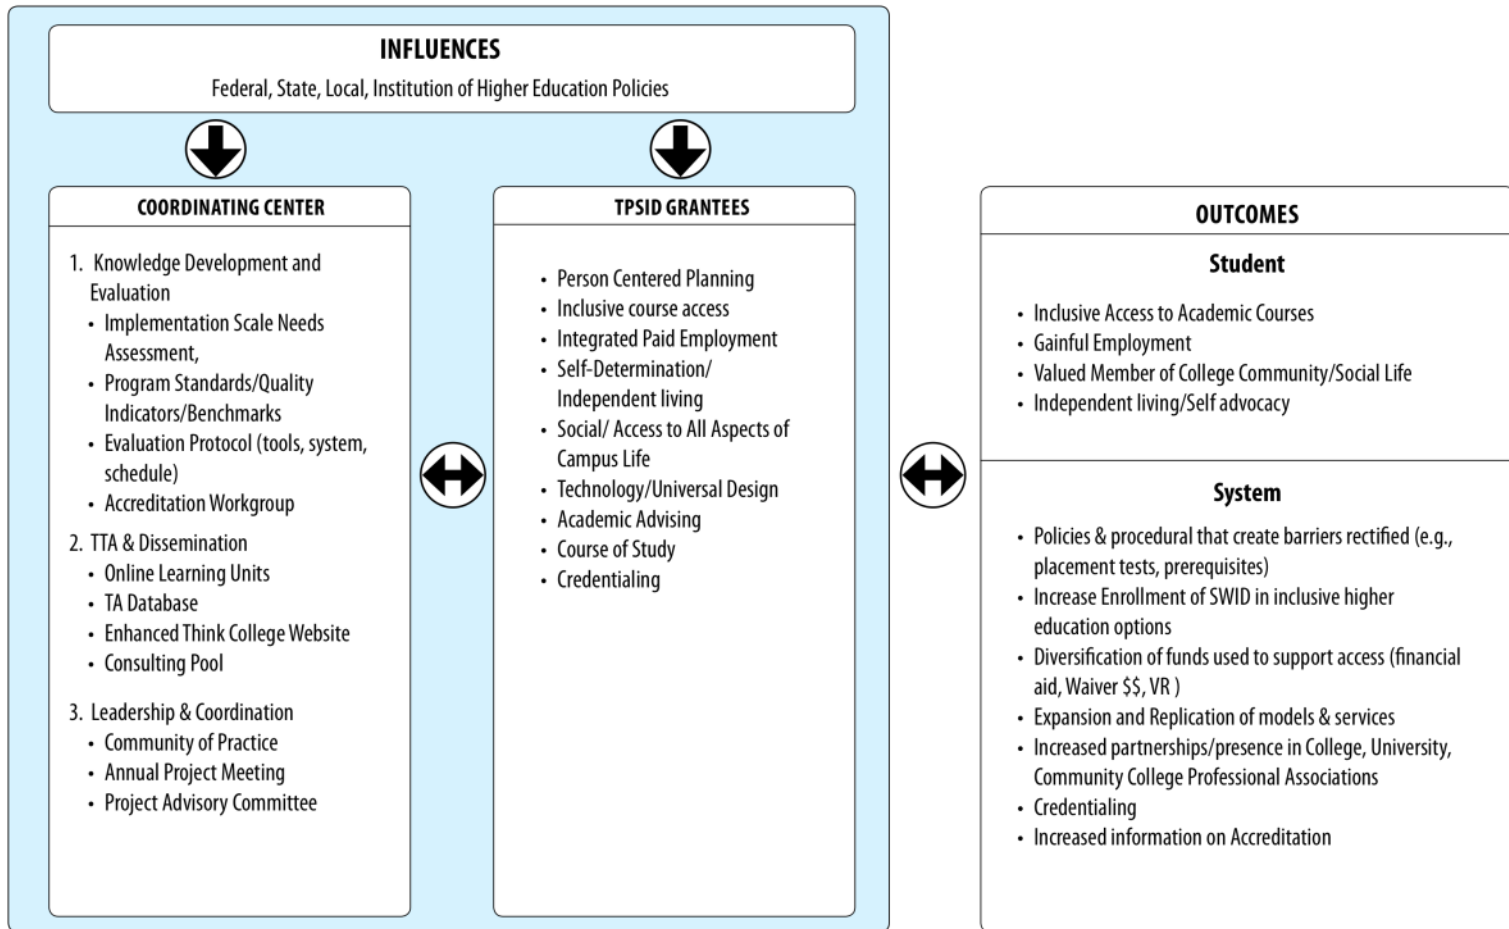 INFLUENCES
Federal, State, Local, Institution of Higher Education Policies
COORDINATING CENTER
1. Knowledge Development and
Evaluation
• Implementation Scale Needs
Assessment,
• Program Standards/Quality
Indicators/Benchmarks
• Evaluation Protocol (tools, system,
schedule)
• Accreditation Workgroup
2. TTA & Dissemination
• Online Learning Units
• TA Database
• Enhanced Think College Website
• Consulting Pool
3. Leadership & Coordination
• Community of Practice
• Annual Project Meeting
• Project Advisory Committee
TPSID GRANTEES
• Person Centered Planning
• Inclusive course access
• Integrated Paid Employment
• Self-Determination/
Independent living
• Social/ Access to All Aspects of
Campus Life
• Technology/Universal Design
• Academic Advising
• Course of Study
• Credentialing
OUTCOMES
Student
• Inclusive Access to Academic Courses
• Gainful Employment
• Valued Member of College Community/Social Life
• Independent living/Self advocacy
System
• Policies & procedural that create barriers rectified (e.g.,
placement tests, prerequisites)
• Increase Enrollment of SWID in inclusive higher
education options
• Diversification of funds used to support access (financial
aid, Waiver $$, VR )
• Expansion and Replication of models & services
• Increased partnerships/presence in College, University,
Community College Professional Associations
• Credentialing
• Increased information on Accreditation